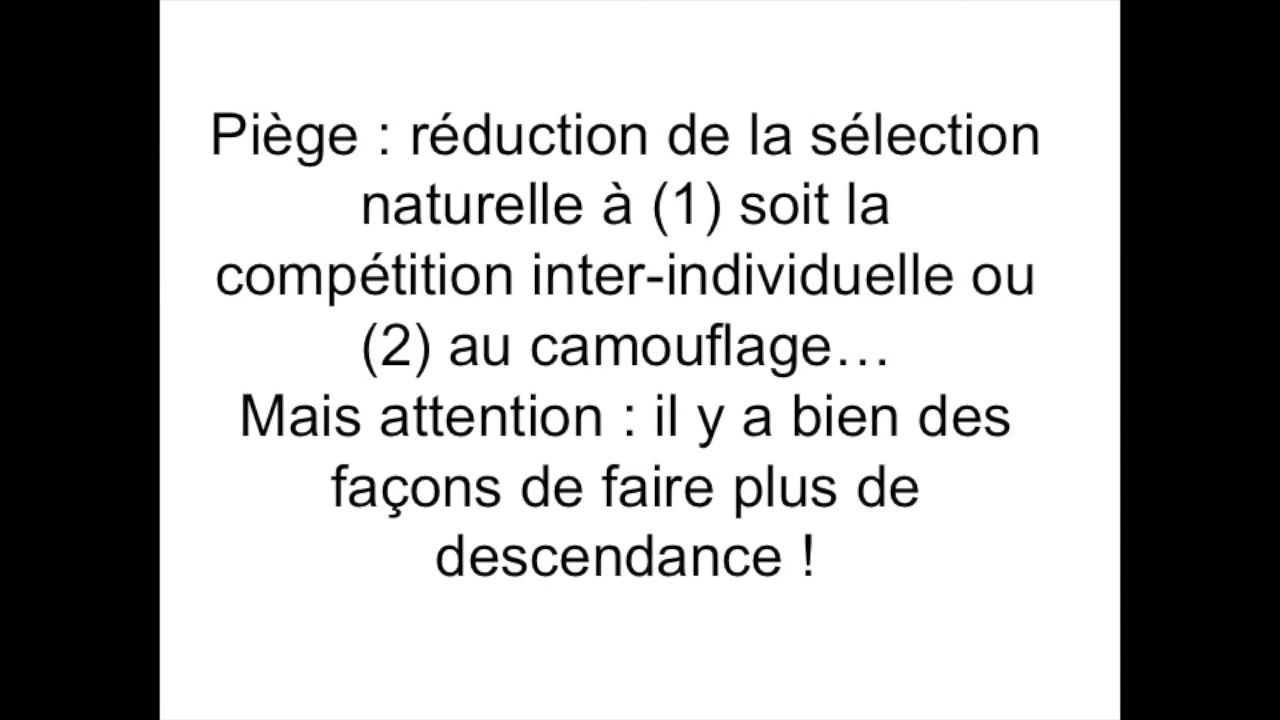 Piège : réduction de la sélection
naturelle à (1) soit la
compétition inter-individuelle ou
(2) au camouflage…
Mais attention : il y a bien des
façons de faire plus de
descendance !